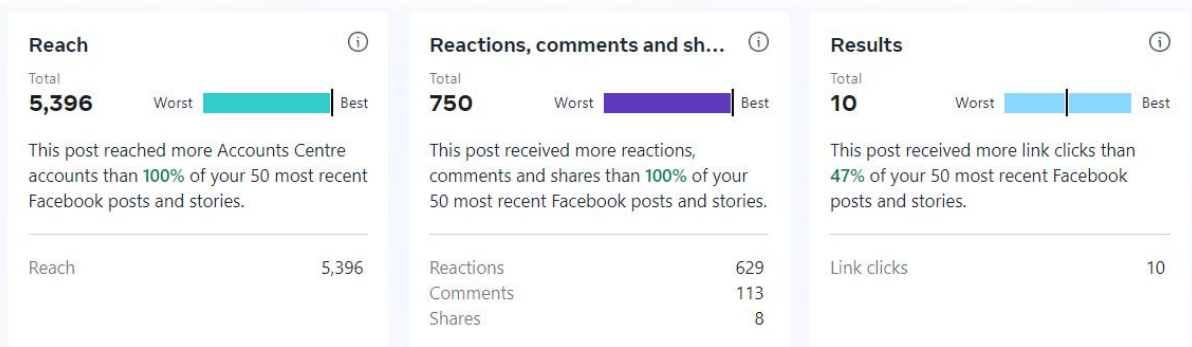 Reach
Total
5,396
Worst
Best
This post reached more Accounts Centre
accounts than 100% of your 50 most recent
Facebook posts and stories.
Reach 5,396
Reactions, comments and sh...
Total
750
Worst
Best
This post received more reactions,
comments and shares than 100% of your
50 most recent Facebook posts and stories.
Reactions 629
Comments 113
Shares 8
Results
Total
10
Worst
Best
This post received more link clicks than
47% of your 50 most recent Facebook
posts and stories.
Link clicks 10